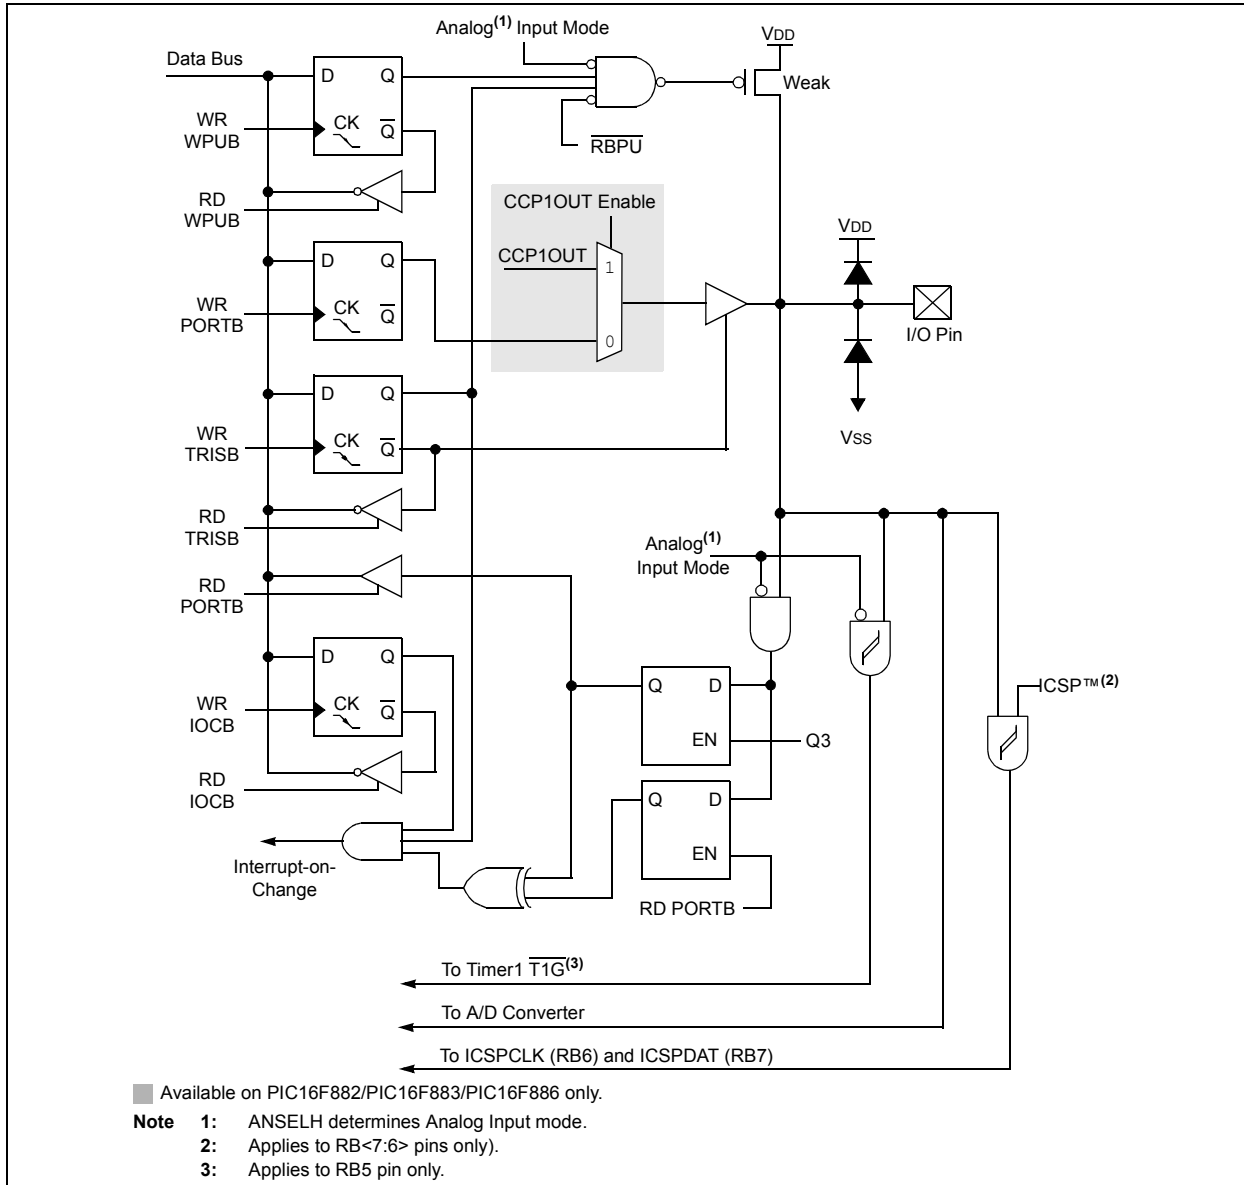 Analog(1) Input Mode
VDD
Data Bus
D Q
Weak
WR
WPUB
CK Q
RBPU
RD
WPUB
CCP1OUT Enable
VDD
CCP1OUT
1
D Q
WR
PORTB
CK Q
0
I/O Pin
D Q
VSS
WR
TRISB
CK Q
RD
TRISB
Analog(1)
Input Mode
RD
PORTB
D Q
Q D
ICSP™(2)
WR
IOCB
CK Q
EN
Q3
RD
IOCB
Q D
EN
Interrupt-on-
Change
RD PORTB
To Timer1 T1G(3)
To A/D Converter
To ICSPCLK (RB6) and ICSPDAT (RB7)
Available on PIC16F882/PIC16F883/PIC16F886 only.
Note 1: ANSELH determines Analog Input mode.
2: Applies to RB<7:6> pins only).
3: Applies to RB5 pin only.